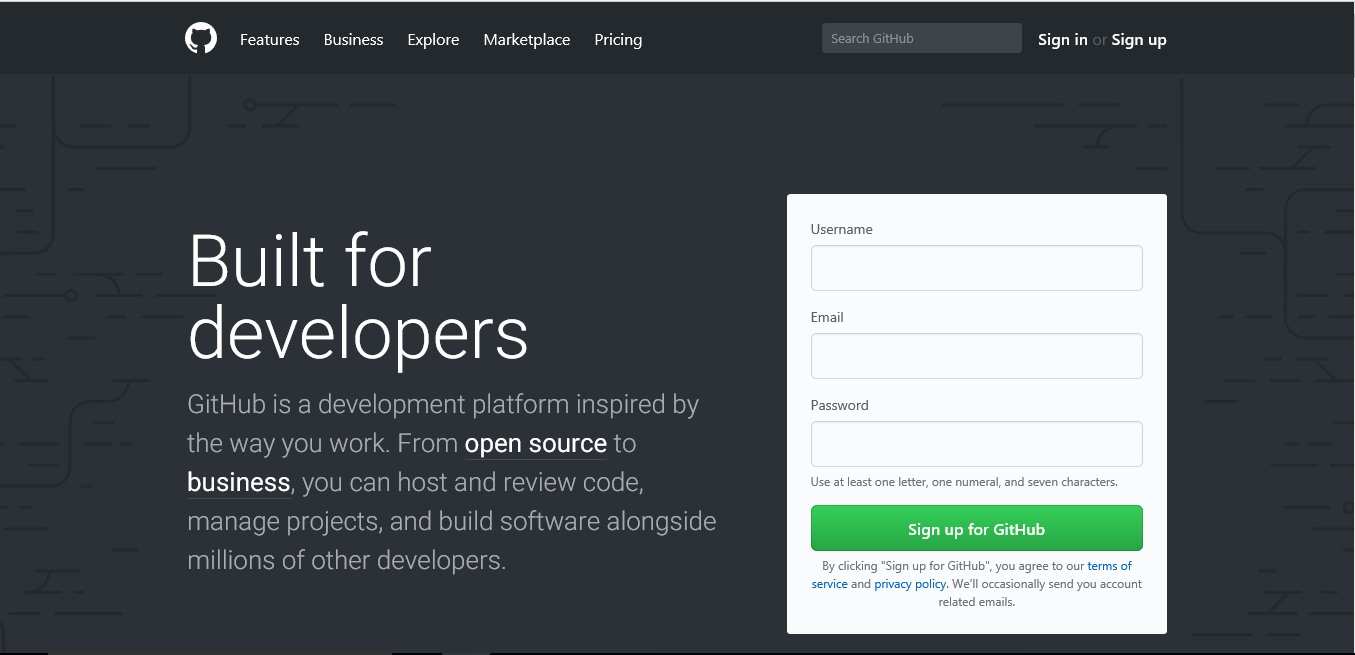 Features Business Explore Marketplace Pricing Search GitHub Sign in or Sign up
Built for
developers
GitHub is a development platform inspired by
the way you work. From open source to
business, you can host and review code,
manage projects, and build software alongside
millions of other developers.
Username
Email
Password
Use at least one letter, one numeral, and seven characters.
Sign up for GitHub
By clicking "Sign up for GitHub", you agree to our terms of
service and privacy policy. We’ll occasionally send you account
related emails.